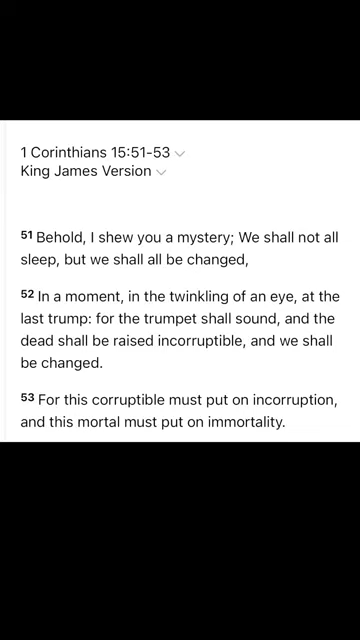 1 Corinthians 15:51-53
King James Version
51 Behold, I shew you a mystery; We shall not all
sleep, but we shall all be changed,
52 In a moment, in the twinkling of an eye, at the
last trump: for the trumpet shall sound, and the
dead shall be raised incorruptible, and we shall
be changed.
53 For this corruptible must put on incorruption,
and this mortal must put on immortality.